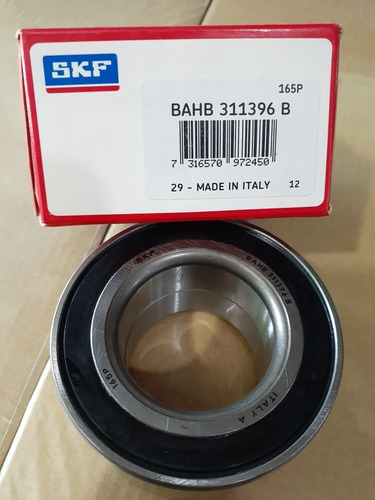 SKF
165P
BAHB 311396 B
7 316570 972450
29 - MADE IN ITALY 12
SKF
BAHB 311396 B
165P
ITALY A